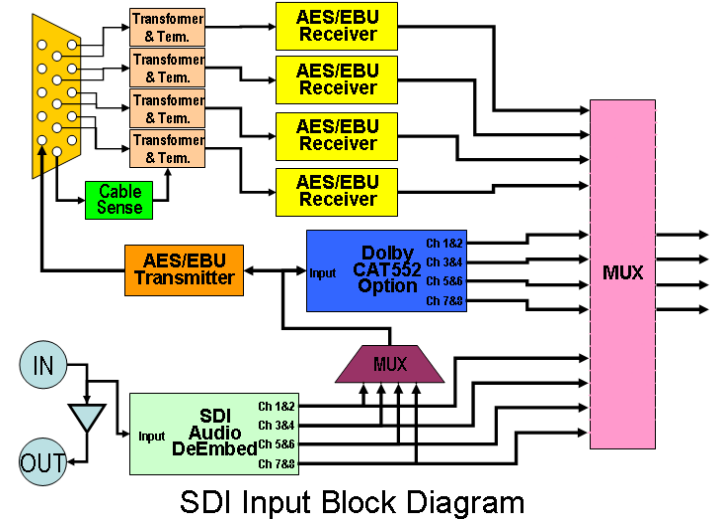 Transformer
& Term.
AES/EBU
Receiver
Transformer
& Term.
AES/EBU
Receiver
Transformer
& Term.
AES/EBU
Receiver
Transformer
& Term.
AES/EBU
Receiver
Cable
Sense
AES/EBU
Transmitter
Input
Dolby
CAT552
Option
Ch 1&2
Ch 3&4
Ch 5&6
Ch 7&8
MUX
IN
MUX
OUT
Input
SDI
Audio
DeEmbed
Ch 1&2
Ch 3&4
Ch 5&6
Ch 7&8
SDI Input Block Diagram